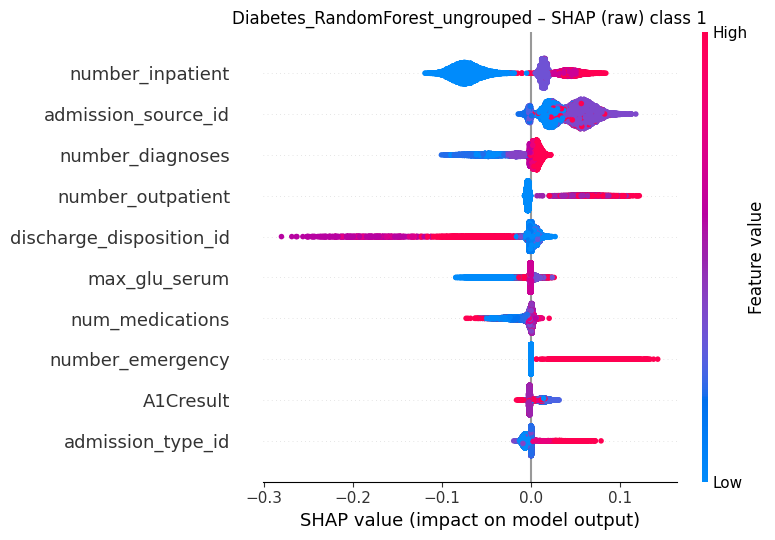 Diabetes_RandomForest_ungrouped – SHAP (raw) class 1
High
number_inpatient
admission_source_id
number_diagnoses
number_outpatient
discharge_disposition_id
max_glu_serum
num_medications
number_emergency
A1Cresult
admission_type_id
Feature value
Low
−0.3 −0.2 −0.1 0.0 0.1
SHAP value (impact on model output)